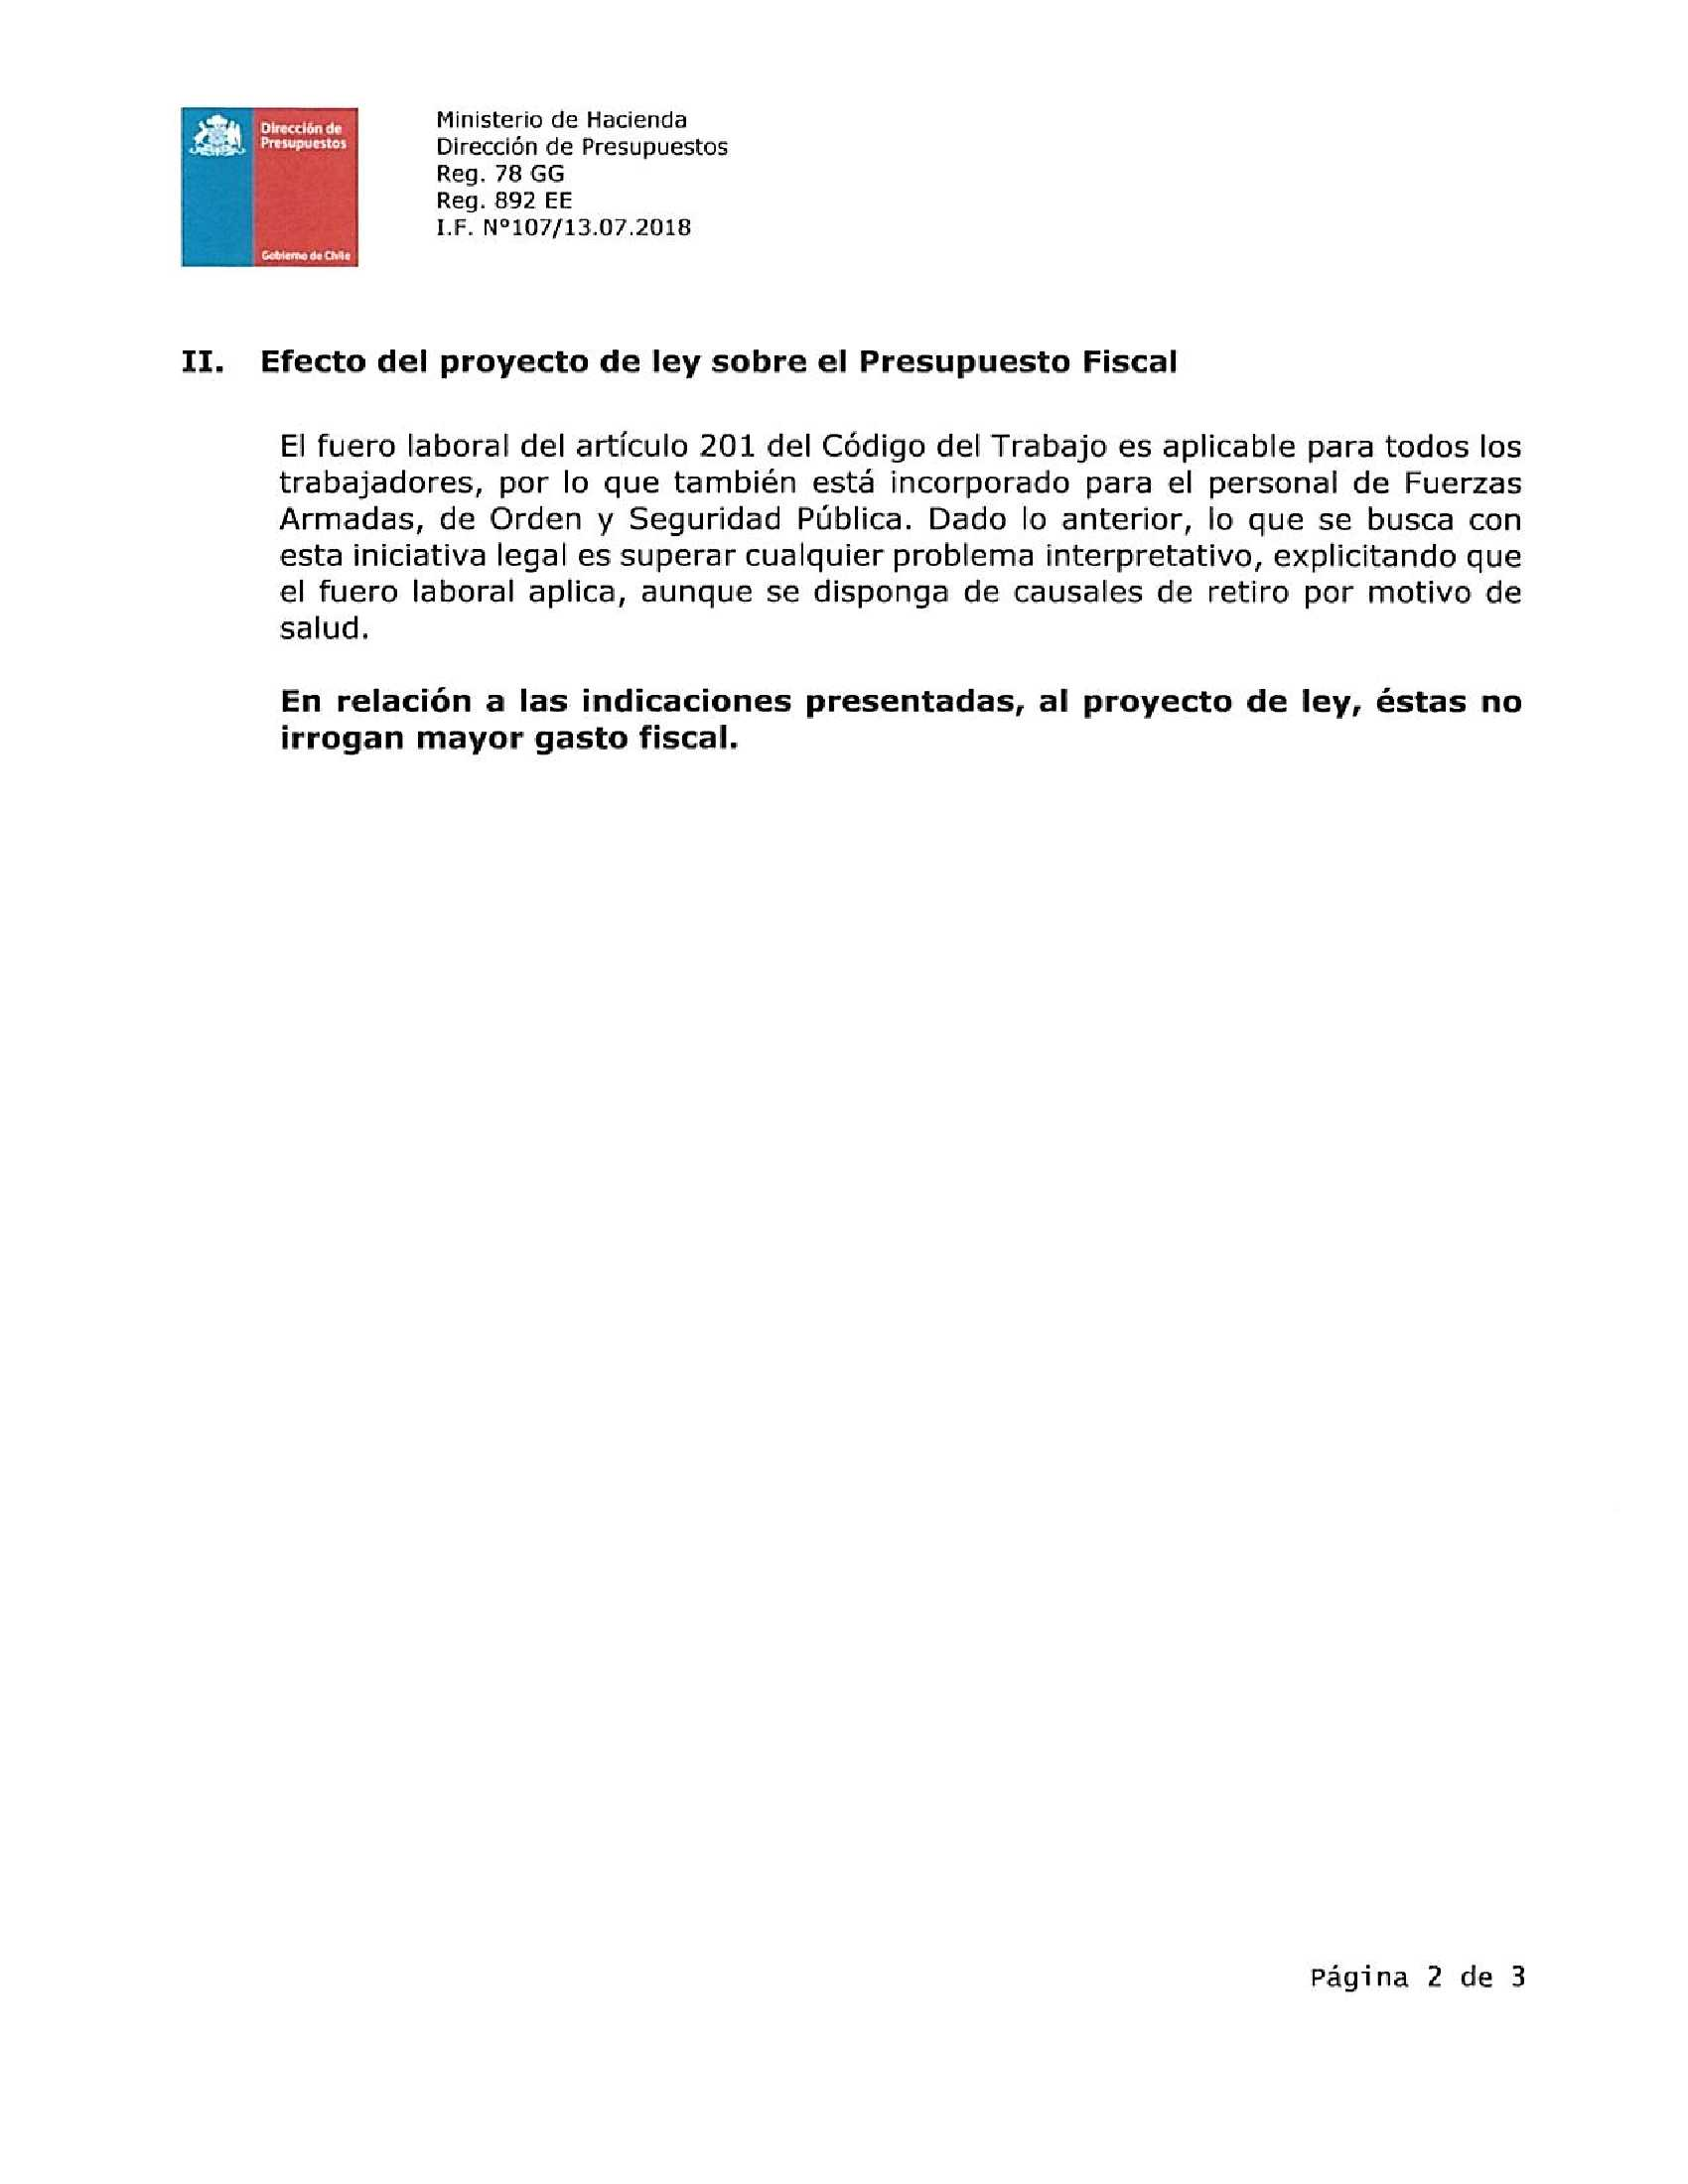 Dirección de
Presupuestos
Gobierno de Chile
Ministerio de Hacienda
Dirección de Presupuestos
Reg. 78 GG
Reg. 892 EE
I.F. N°107/13.07.2018
II. Efecto del proyecto de ley sobre el Presupuesto Fiscal
El fuero laboral del artículo 201 del Código del Trabajo es aplicable para todos los
trabajadores, por lo que también está incorporado para el personal de Fuerzas
Armadas, de Orden y Seguridad Pública. Dado lo anterior, lo que se busca con
esta iniciativa legal es superar cualquier problema interpretativo, explicitando que
el fuero laboral aplica, aunque se disponga de causales de retiro por motivo de
salud.
En relación a las indicaciones presentadas, al proyecto de ley, éstas no
irrogan mayor gasto fiscal.
Página 2 de 3